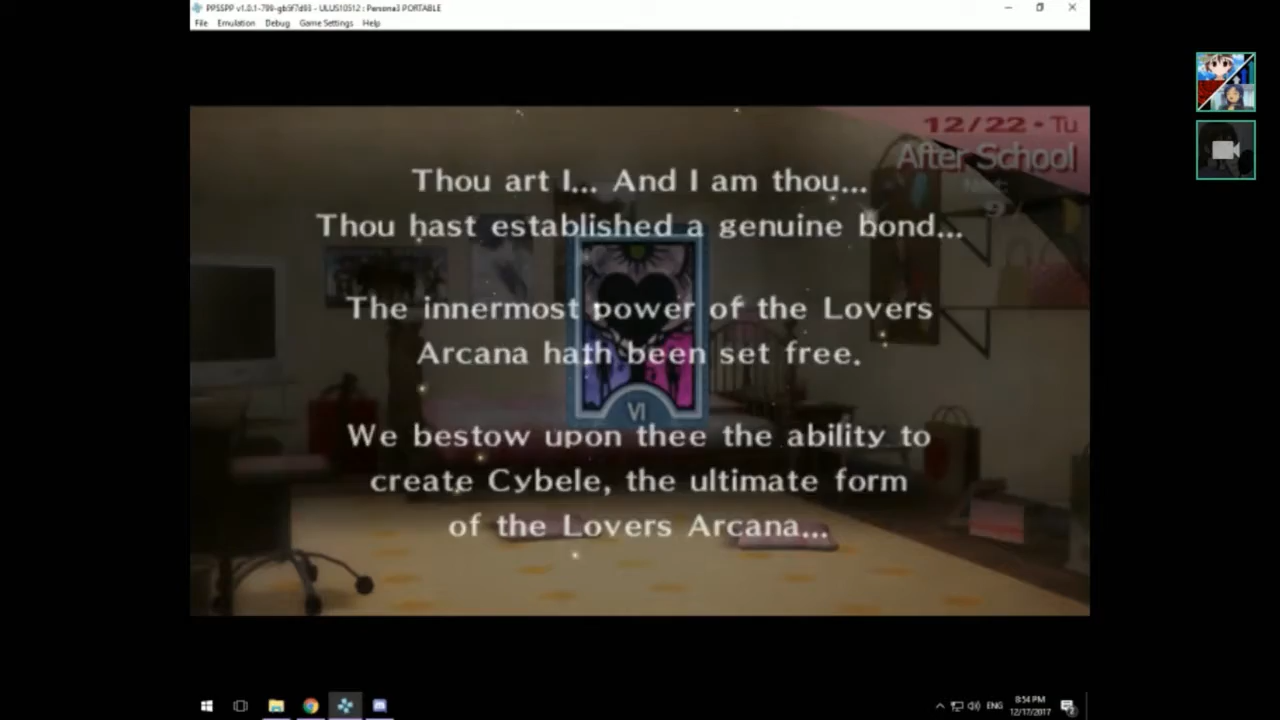 PPSSPP v1.0.1-799-gb5f7d93 - ULUS10512 : Persona3 PORTABLE
File Emulation Debug Game Settings Help
12/22 • Tu
After School
Thou art I... And I am thou...
Thou hast established a genuine bond...
The innermost power of the Lovers
Arcana hath been set free.
VI
We bestow upon thee the ability to
create Cybele, the ultimate form
of the Lovers Arcana...
ENG
8:54 PM
12/17/2017